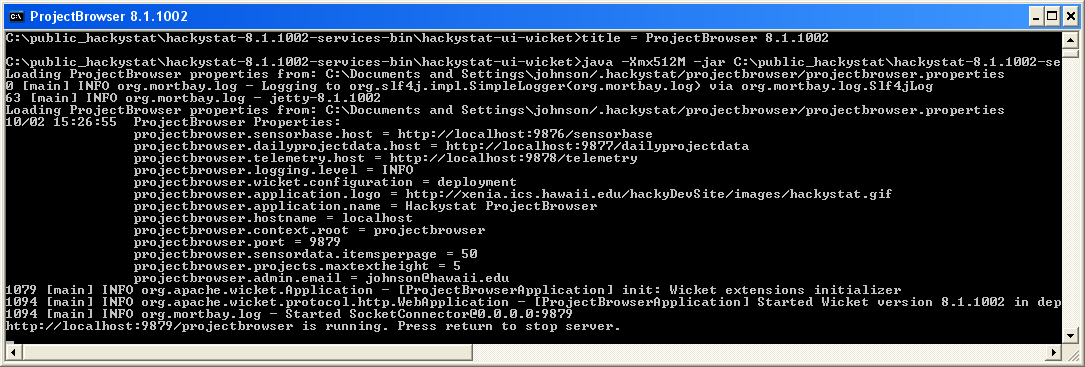 ProjectBrowser 8.1.1002
C:\public_hackystat\hackystat-8.1.1002-services-bin\hackystat-ui-wicket>title = ProjectBrowser 8.1.1002
C:\public_hackystat\hackystat-8.1.1002-services-bin\hackystat-ui-wicket>java -Xmx512M -jar C:\public_hackystat\hackystat-8.1.1002-se
Loading ProjectBrowser properties from: C:\Documents and Settings\johnson/.hackystat/projectbrowser/projectbrowser.properties
0 [main] INFO org.mortbay.log - Logging to org.slf4j.impl.SimpleLogger(org.mortbay.log) via org.mortbay.log.Slf4jLog
63 [main] INFO org.mortbay.log - jetty-8.1.1002
Loading ProjectBrowser properties from: C:\Documents and Settings\johnson/.hackystat/projectbrowser/projectbrowser.properties
10/02 15:26:55  ProjectBrowser Properties:
projectbrowser.sensorbase.host = http://localhost:9876/sensorbase
projectbrowser.dailyprojectdata.host = http://localhost:9877/dailyprojectdata
projectbrowser.telemetry.host = http://localhost:9878/telemetry
projectbrowser.logging.level = INFO
projectbrowser.wicket.configuration = deployment
projectbrowser.application.logo = http://xenia.ics.hawaii.edu/hackyDevSite/images/hackystat.gif
projectbrowser.application.name = Hackystat ProjectBrowser
projectbrowser.hostname = localhost
projectbrowser.context.root = projectbrowser
projectbrowser.port = 9879
projectbrowser.sensordata.itemsperpage = 50
projectbrowser.projects.maxtextheight = 5
projectbrowser.admin.email = johnson@hawaii.edu
1079 [main] INFO org.apache.wicket.Application - [ProjectBrowserApplication] init: Wicket extensions initializer
1094 [main] INFO org.apache.wicket.protocol.http.WebApplication - [ProjectBrowserApplication] Started Wicket version 8.1.1002 in dep
1094 [main] INFO org.mortbay.log - Started SocketConnector@0.0.0.0:9879
http://localhost:9879/projectbrowser is running. Press return to stop server.